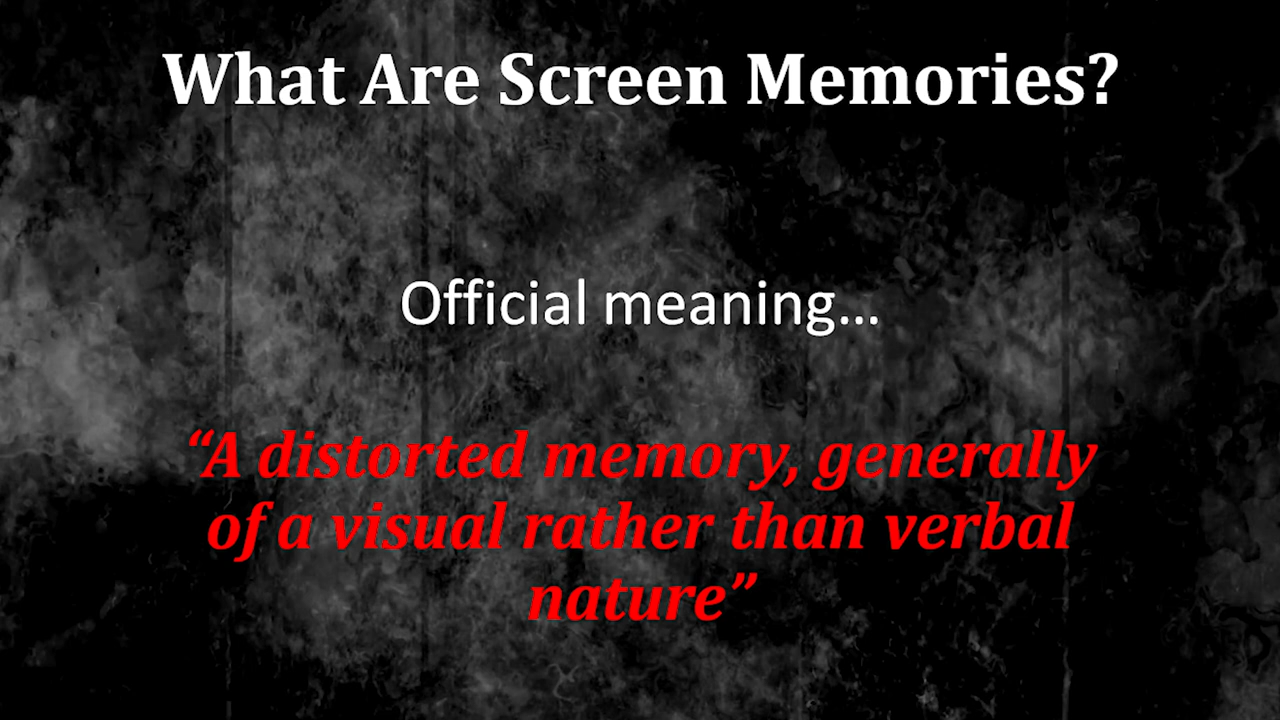 What Are Screen Memories?
Official meaning...
“A distorted memory, generally
of a visual rather than verbal
nature”